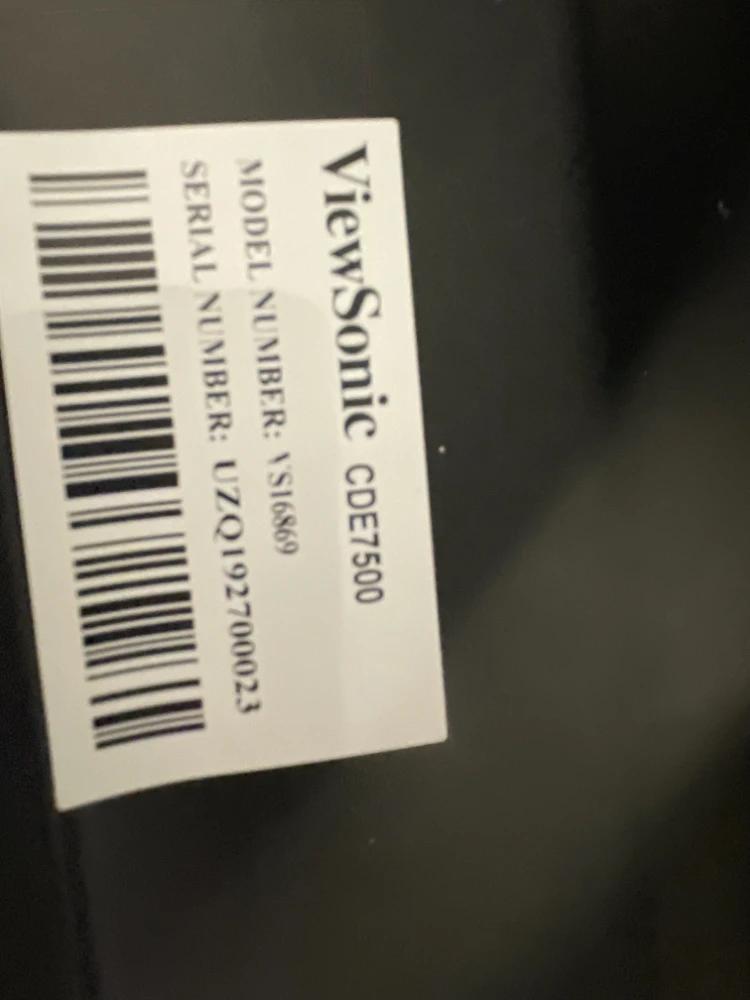 ViewSonic CDE7500
MODEL NUMBER: VS16869
SERIAL NUMBER: UZQ192700023